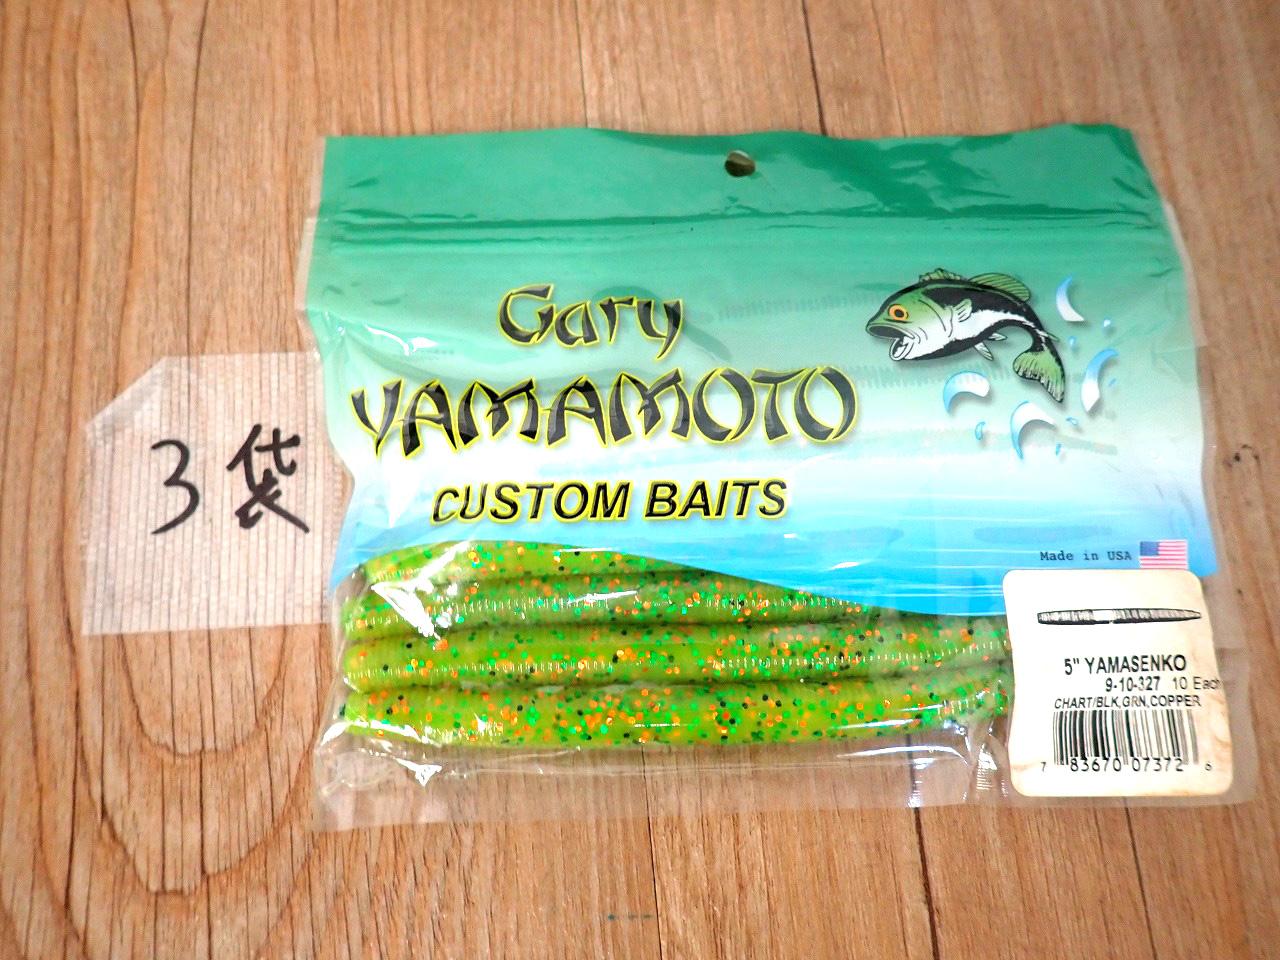 3袋
Gary
YAMAMOTO
CUSTOM BAITS
Made in USA
5" YAMASENKO
9-10-327 10 Each
CHART/BLK,GRN,COPPER
7 83670 07372 6